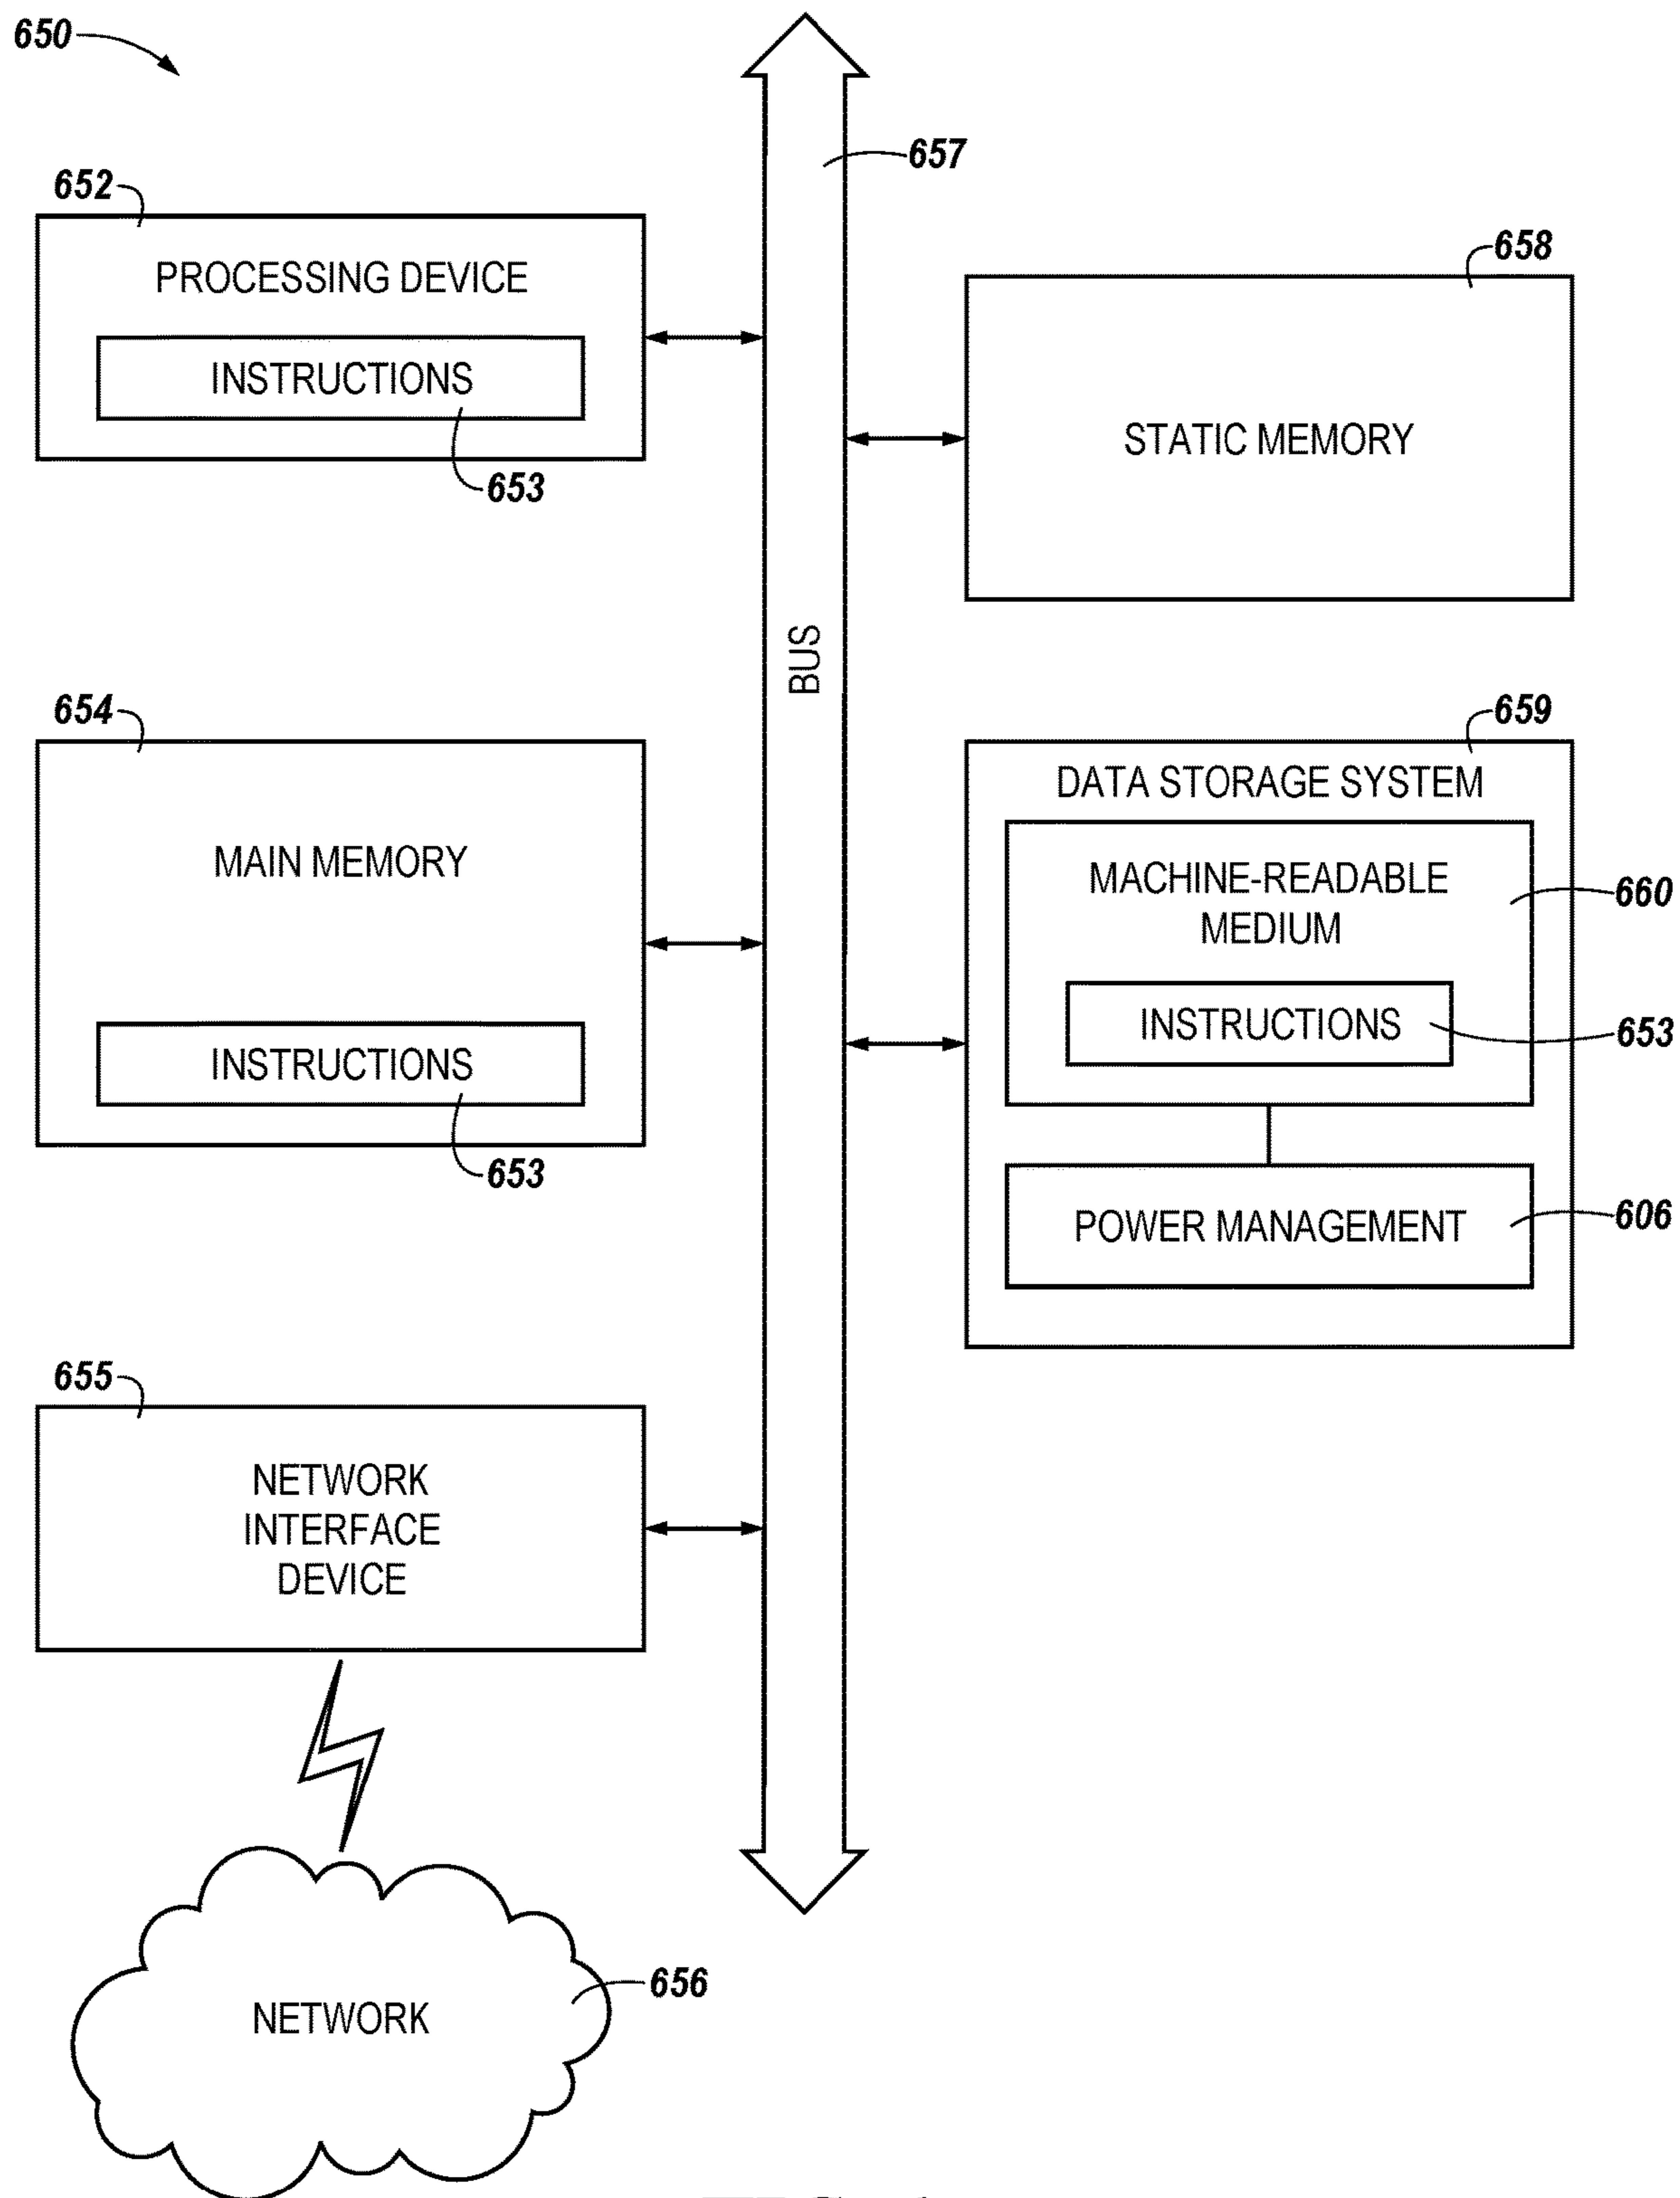 650
657
652
PROCESSING DEVICE
INSTRUCTIONS
653
658
STATIC MEMORY
BUS
654
MAIN MEMORY
INSTRUCTIONS
653
659
DATA STORAGE SYSTEM
MACHINE-READABLE
MEDIUM
660
INSTRUCTIONS
653
POWER MANAGEMENT
606
655
NETWORK
INTERFACE
DEVICE
NETWORK
656